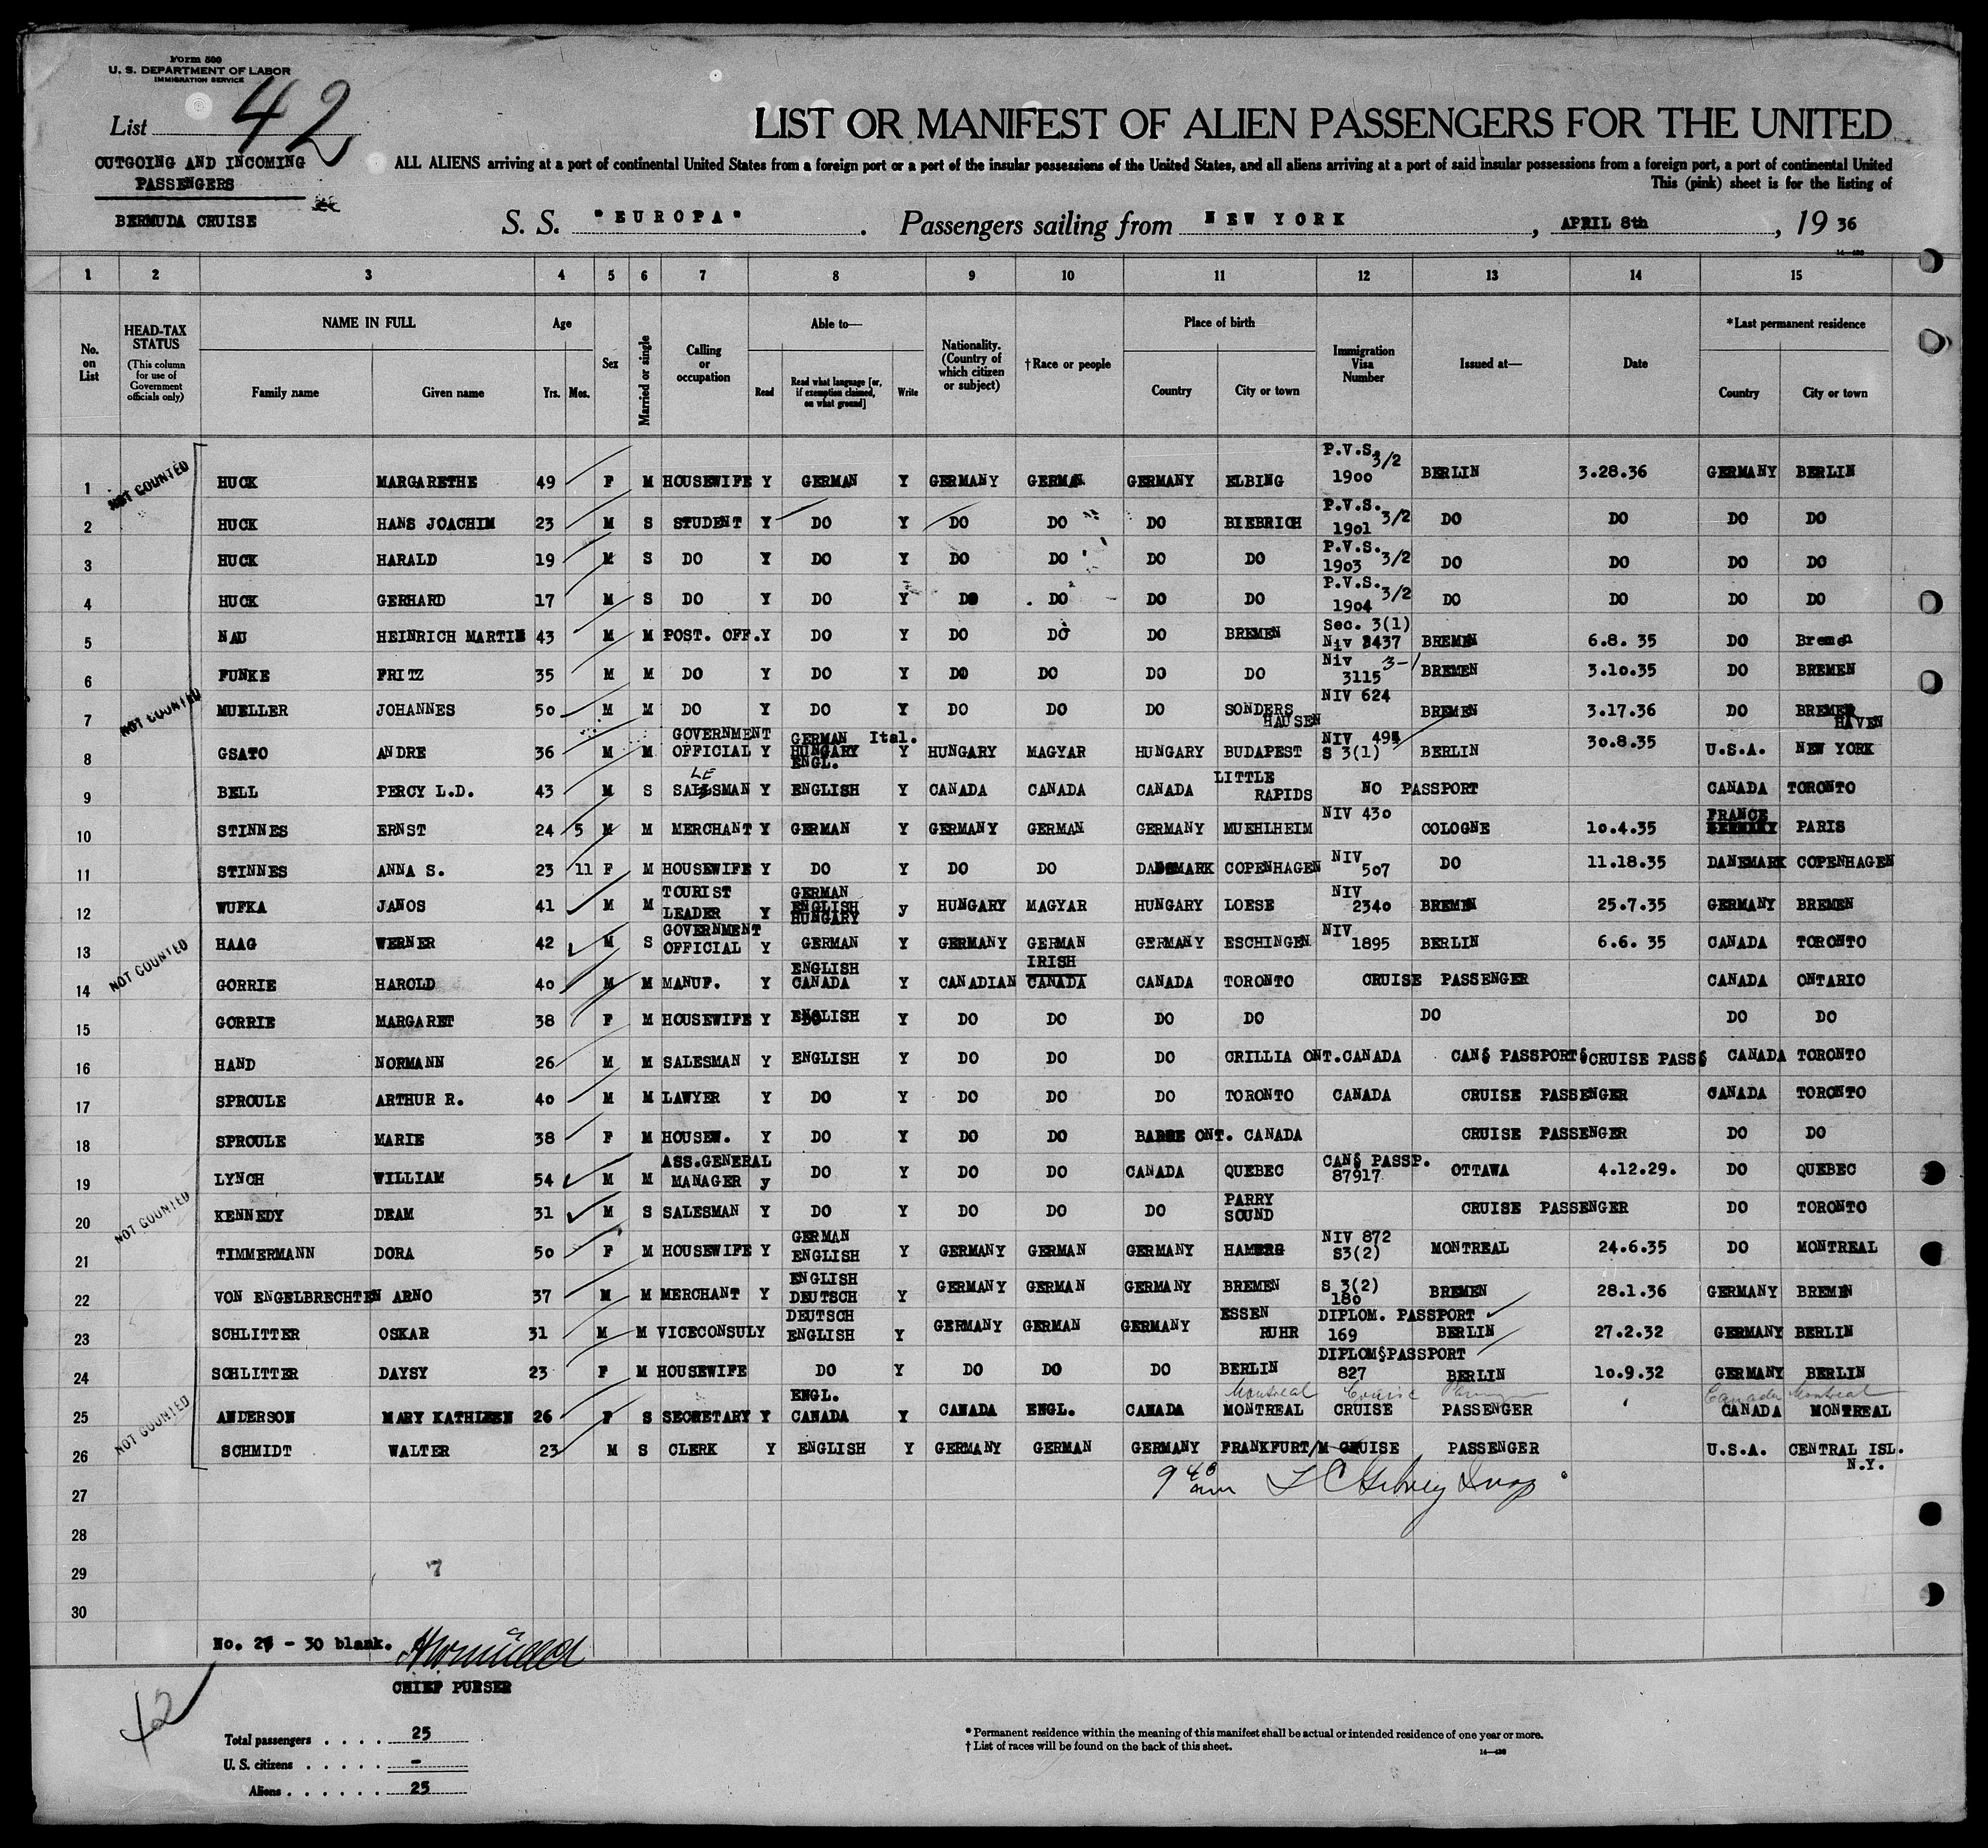 Form 500
U. S. DEPARTMENT OF LABOR
IMMIGRATION SERVICE
List 42
OUTGOING AND INCOMING
PASSENGERS
BERMUDA CRUISE
LIST OR MANIFEST OF ALIEN PASSENGERS FOR THE UNITED
ALL ALIENS arriving at a port of continental United States from a foreign port or a port of the insular possessions of the United States, and all aliens arriving at a port of said insular possessions from a foreign port, a port of continental United
This (pink) sheet is for the listing of
S. S. "EUROPA". Passengers sailing from NEW YORK, APRIL 8th, 19 36
1 2 3 4 5 6 7 8 9 10 11 12 13 14 15
No. on List HEAD-TAX STATUS (This column for use of Government officials only) NAME IN FULL Family name Given name Age Yrs. Mos. Sex Married or single Calling or occupation Able to— Read Read what language [or, if exemption claimed, on what ground] Write Nationality. (Country of which citizen or subject) †Race or people Place of birth Country City or town Immigration Visa Number Issued at— Date *Last permanent residence Country City or town
NOT COUNTED
1 HUCK MARGARETHE 49 F M HOUSEWIFE Y GERMAN Y GERMANY GERMAN GERMANY ELBING P.V.S. 3/2 1900 BERLIN 3.28.36 GERMANY BERLIN
2 HUCK HANS JOACHIM 23 M S STUDENT Y DO Y DO DO DO BIEBRICH P.V.S. 3/2 1901 DO DO DO DO
3 HUCK HARALD 19 M S DO Y DO Y DO DO DO DO P.V.S. 3/2 1903 DO DO DO DO
4 HUCK GERHARD 17 M S DO Y DO Y DO DO DO DO P.V.S. 3/2 1904 DO DO DO DO
5 NAU HEINRICH MARTIN 43 M M POST. OFF. Y DO Y DO DO DO BREMEN Sec. 3(1) Niv 2437 BREMEN 6.8. 35 DO Bremen
6 FUNKE FRITZ 35 M M DO Y DO Y DO DO DO DO Niv 3-1 3115 BREMEN 3.10.35 DO BREMEN
NOT COUNTED
7 MUELLER JOHANNES 50 M M DO Y DO Y DO DO DO SONDERS HAUSEN NIV 624 BREMEN 3.17.36 DO BREMER HAVEN
8 GSATO ANDRE 36 M M GOVERNMENT OFFICIAL Y GERMAN Ital. HUNGARY ENGL. Y HUNGARY MAGYAR HUNGARY BUDAPEST NIV 494 S 3(1) BERLIN 30.8.35 U.S.A. NEW YORK
9 BELL PERCY L.D. 43 M S SALESMAN Y ENGLISH Y CANADA CANADA CANADA LITTLE RAPIDS NO PASSPORT CANADA TORONTO
10 STINNES ERNST 24 5 M M MERCHANT Y GERMAN Y GERMANY GERMAN GERMANY MUEHLHEIM NIV 430 COLOGNE 10.4.35 FRANCE GERMANY PARIS
11 STINNES ANNA S. 23 11 F M HOUSEWIFE Y DO Y DO DO DANEMARK COPENHAGEN NIV 507 DO 11.18.35 DANEMARK COPENHAGEN
12 WUFKA JANOS 41 M M TOURIST LEADER Y GERMAN ENGLISH HUNGARY y HUNGARY MAGYAR HUNGARY LOESE NIV 2340 BREMEN 25.7.35 GERMANY BREMEN
13 HAAG WERNER 42 M S GOVERNMENT OFFICIAL Y GERMAN Y GERMANY GERMAN GERMANY ESCHINGEN NIV 1895 BERLIN 6.6. 35 CANADA TORONTO
NOT COUNTED
14 GORRIE HAROLD 40 M M MANUF. Y ENGLISH CANADA Y CANADIAN IRISH CANADA CANADA TORONTO CRUISE PASSENGER CANADA ONTARIO
15 GORRIE MARGARET 38 F M HOUSEWIFE Y ENGLISH Y DO DO DO DO DO DO DO
16 HAND NORMANN 26 M M SALESMAN Y ENGLISH Y DO DO DO CRILLIA ONT.CANADA CAN§ PASSPORT§ CRUISE PASS§ CANADA TORONTO
17 SPROULE ARTHUR R. 40 M M LAWYER Y DO Y DO DO DO TORONTO CANADA CRUISE PASSENGER CANADA TORONTO
18 SPROULE MARIE 38 F M HOUSEW. Y DO Y DO DO ONT. CANADA CRUISE PASSENGER DO DO
19 LYNCH WILLIAM 54 M M ASS.GENERAL MANAGER y DO Y DO DO CANADA QUEBEC CAN§ PASSP. 87917 OTTAWA 4.12.29. DO QUEBEC
NOT COUNTED
20 KENNEDY DEAM 31 M S SALESMAN Y DO Y DO DO DO PARRY SOUND CRUISE PASSENGER DO TORONTO
21 TIMMERMANN DORA 50 F M HOUSEWIFE Y GERMAN ENGLISH Y GERMANY GERMAN GERMANY HAMBRG NIV 872 S3(2) MONTREAL 24.6.35 DO MONTREAL
22 VON ENGELBRECHTEN ARNO 37 M M MERCHANT Y ENGLISH DEUTSCH Y GERMANY GERMAN GERMANY BREMEN S 3(2) 180 BREMEN 28.1.36 GERMANY BREMEN
23 SCHLITTER OSKAR 31 M M VICECONSUL Y DEUTSCH ENGLISH Y GERMANY GERMAN GERMANY ESSEN RUHR DIPLOM. PASSPORT 169 BERLIN 27.2.32 GERMANY BERLIN
24 SCHLITTER DAYSY 23 F M HOUSEWIFE DO Y DO DO DO BERLIN DIPLOM§PASSPORT 827 BERLIN 10.9.32 GERMANY BERLIN
NOT COUNTED
Montreal Cruise Canada Montreal
25 ANDERSON MARY KATHLEEN 26 F S SECRETARY Y ENGL. CANADA Y CANADA ENGL. CANADA MONTREAL CRUISE PASSENGER CANADA MONTREAL
26 SCHMIDT WALTER 23 M S CLERK Y ENGLISH Y GERMANY GERMAN GERMANY FRANKFURT/M CRUISE PASSENGER U.S.A. CENTRAL ISL. N.Y.
27 9 40 am
28
29 7
30
No. 27 - 30 blank.
CHIEF PURSER
42
Total passengers . . . . 25
U. S. citizens . . . . . -
Aliens . . . . . . 25
* Permanent residence within the meaning of this manifest shall be actual or intended residence of one year or more.
† List of races will be found on the back of this sheet.